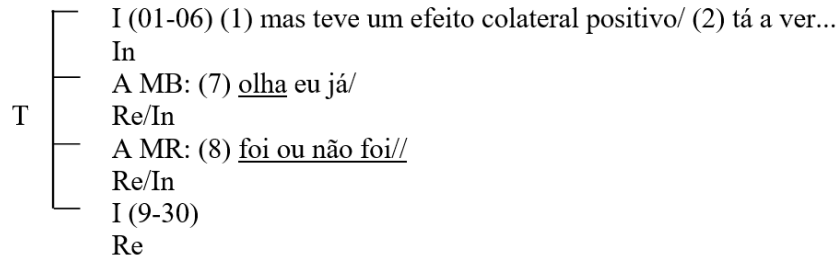 I (01-06) (1) mas teve um efeito colateral positivo/ (2) tá a ver...
In
A MB: (7) olha eu já/
T
Re/In
A MR: (8) foi ou não foi//
Re/In
I (9-30)
Re